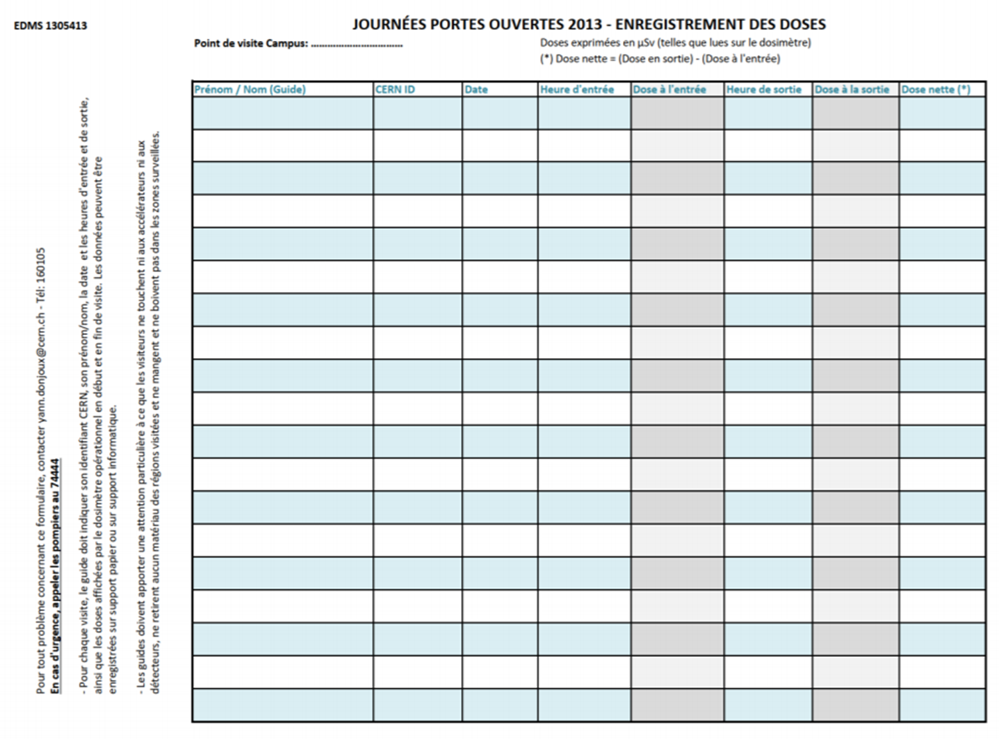 EDMS 1305413
JOURNÉES PORTES OUVERTES 2013 - ENREGISTREMENT DES DOSES
Point de visite Campus: .................................
Doses exprimées en µSv (telles que lues sur le dosimètre)
(*) Dose nette = (Dose en sortie) - (Dose à l'entrée)
Prénom / Nom (Guide) CERN ID Date Heure d'entrée Dose à l'entrée Heure de sortie Dose à la sortie Dose nette (*)
Pour tout problème concernant ce formulaire, contacter yann.donjoux@cern.ch - Tél: 160105
En cas d'urgence, appeler les pompiers au 74444
- Pour chaque visite, le guide doit indiquer son identifiant CERN, son prénom/nom, la date et les heures d'entrée et de sortie,
ainsi que les doses affichées par le dosimètre opérationnel en début et en fin de visite. Les données peuvent être
enregistrées sur support papier ou sur support informatique.
- Les guides doivent apporter une attention particulière à ce que les visiteurs ne touchent ni aux accélérateurs ni aux
détecteurs, ne retirent aucun matériau des régions visitées et ne mangent et ne boivent pas dans les zones surveillées.